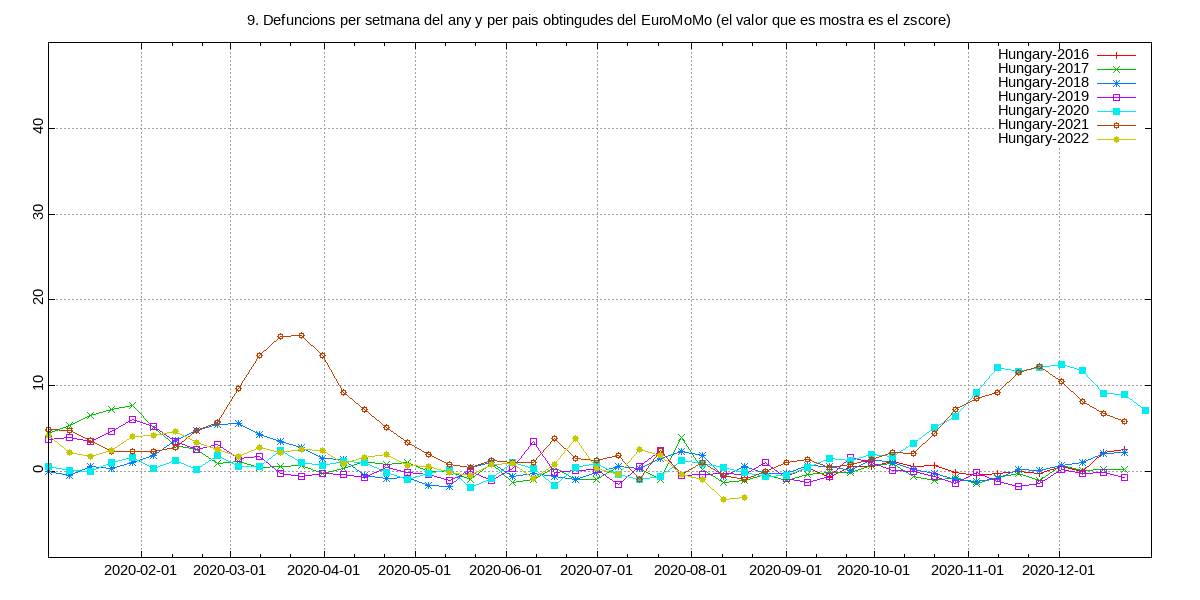 9. Defuncions per setmana del any y per pais obtingudes del EuroMoMo (el valor que es mostra es el zscore)
Hungary-2016
Hungary-2017
Hungary-2018
Hungary-2019
Hungary-2020
Hungary-2021
Hungary-2022
40
30
20
10
0
2020-02-01 2020-03-01 2020-04-01 2020-05-01 2020-06-01 2020-07-01 2020-08-01 2020-09-01 2020-10-01 2020-11-01 2020-12-01